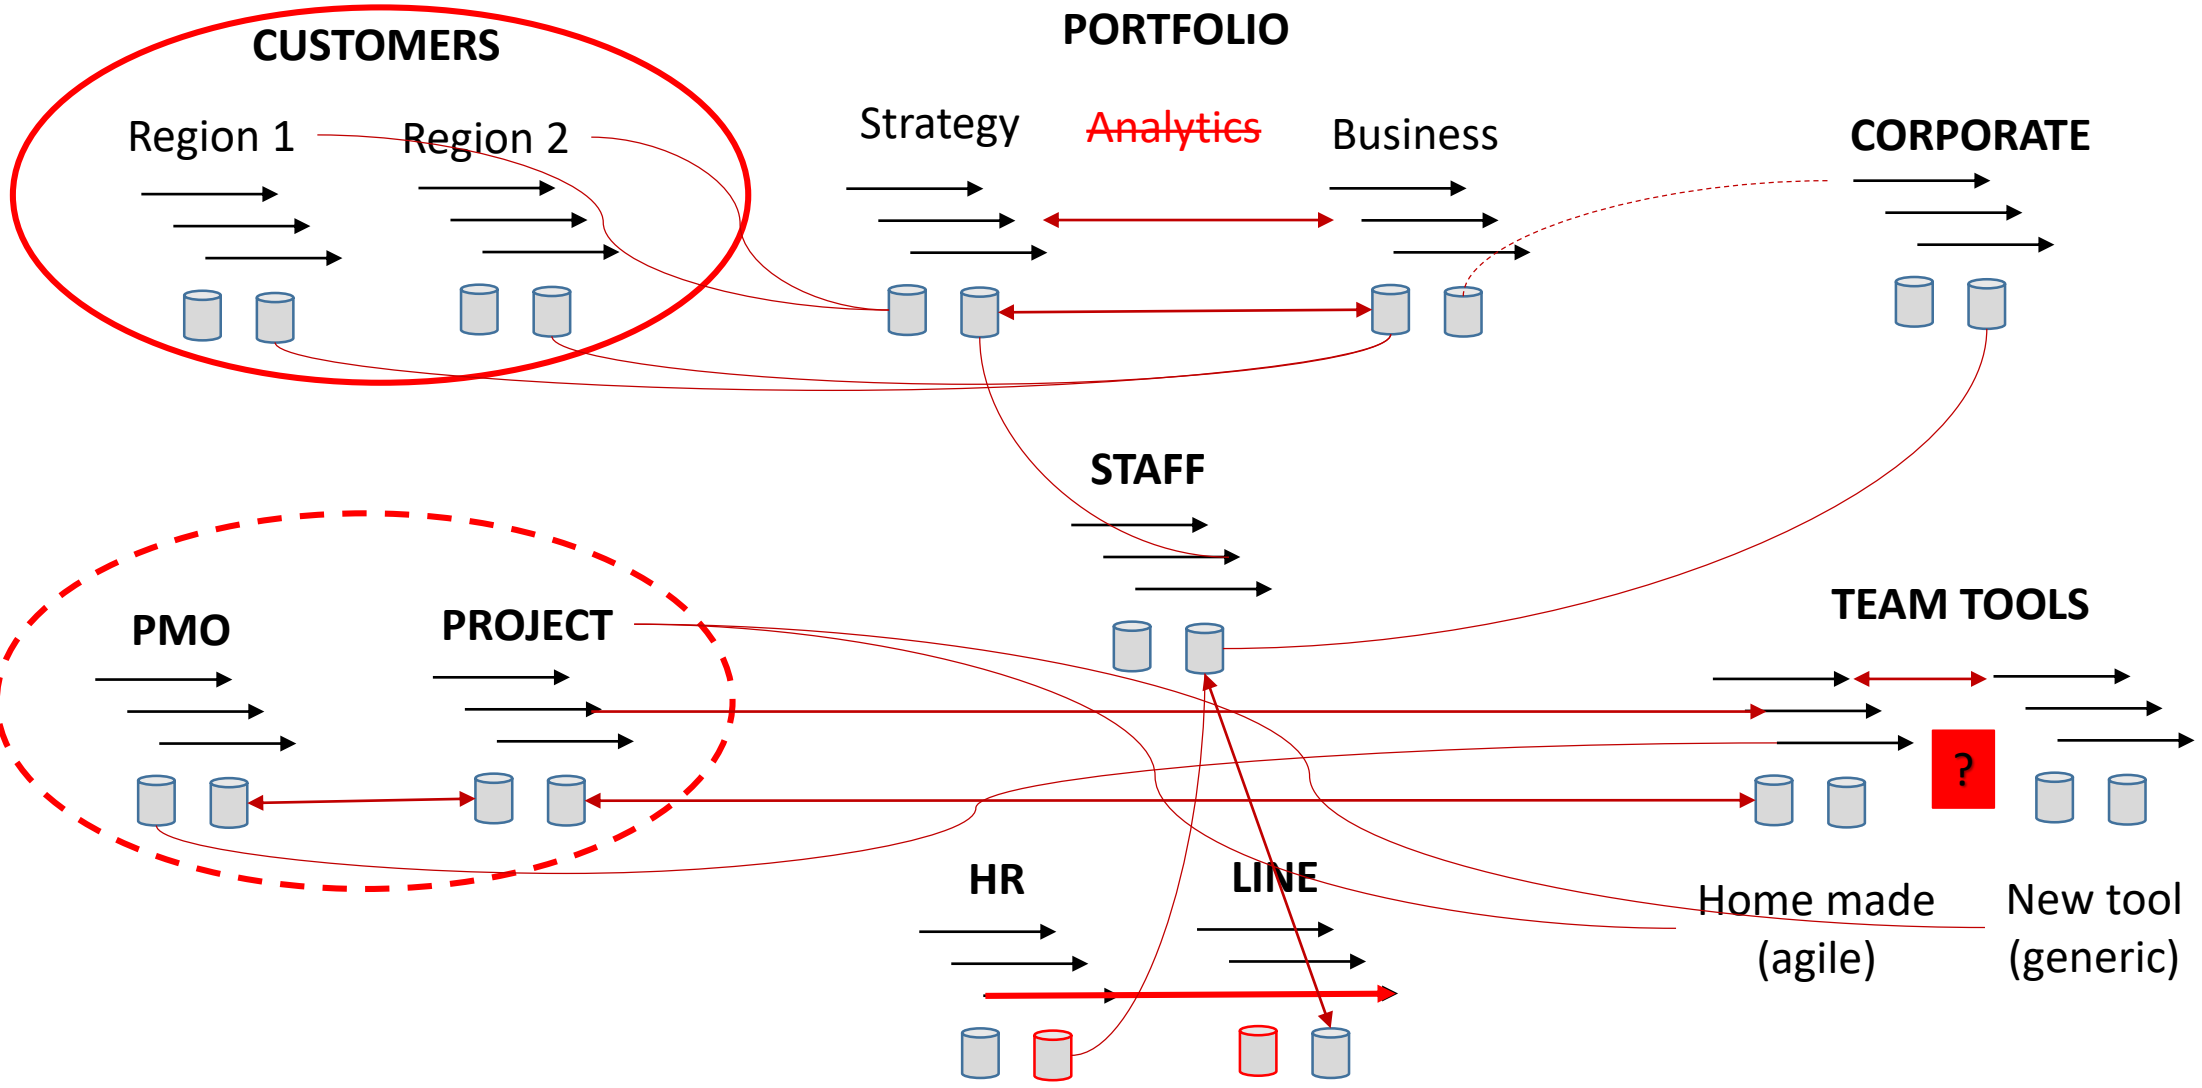 CUSTOMERS
PORTFOLIO
Region 1
Region 2
Strategy
Analytics
Business
CORPORATE
STAFF
PMO
PROJECT
TEAM TOOLS
?
HR
LINE
Home made
(agile)
New tool
(generic)